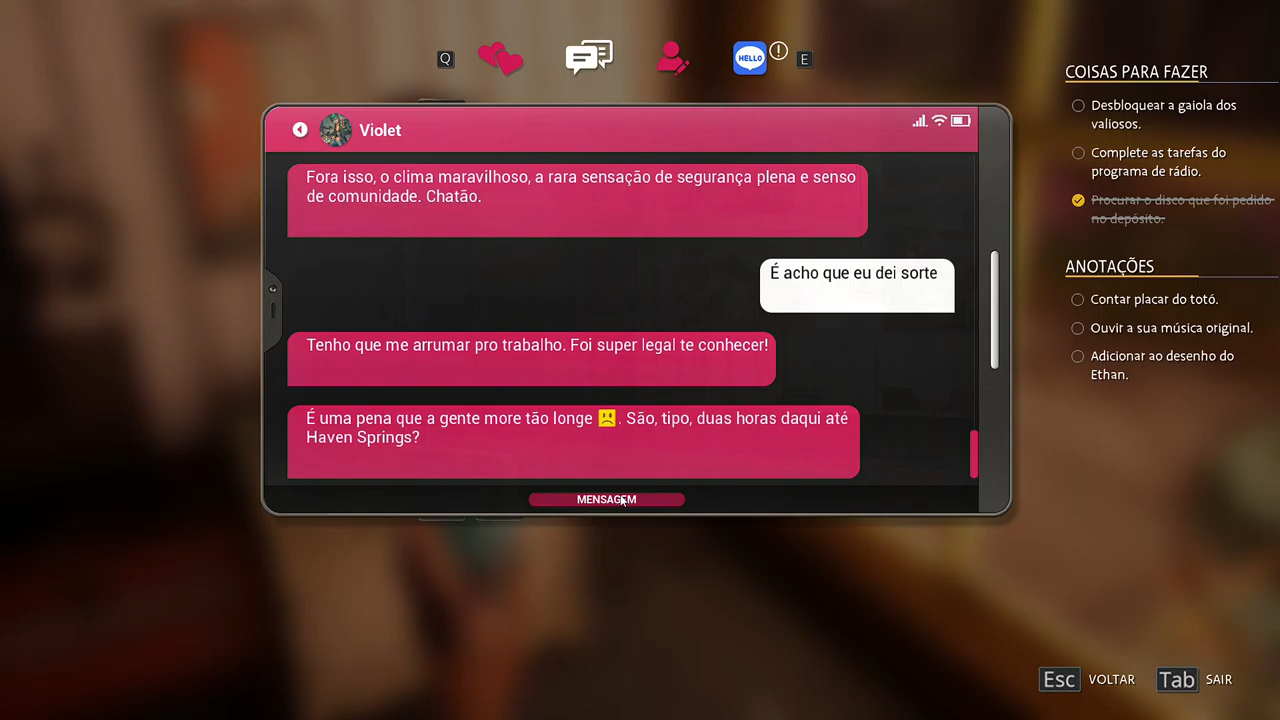 Q
HELLO
!
E
Violet
Fora isso, o clima maravilhoso, a rara sensação de segurança plena e senso
de comunidade. Chatão.
É acho que eu dei sorte
Tenho que me arrumar pro trabalho. Foi super legal te conhecer!
É uma pena que a gente more tão longe 🙁. São, tipo, duas horas daqui até
Haven Springs?
MENSAGEM
COISAS PARA FAZER
Desbloquear a gaiola dos
valiosos.
Complete as tarefas do
programa de rádio.
Procurar o disco que foi pedido
no depósito.
ANOTAÇÕES
Contar placar do totó.
Ouvir a sua música original.
Adicionar ao desenho do
Ethan.
Esc VOLTAR Tab SAIR